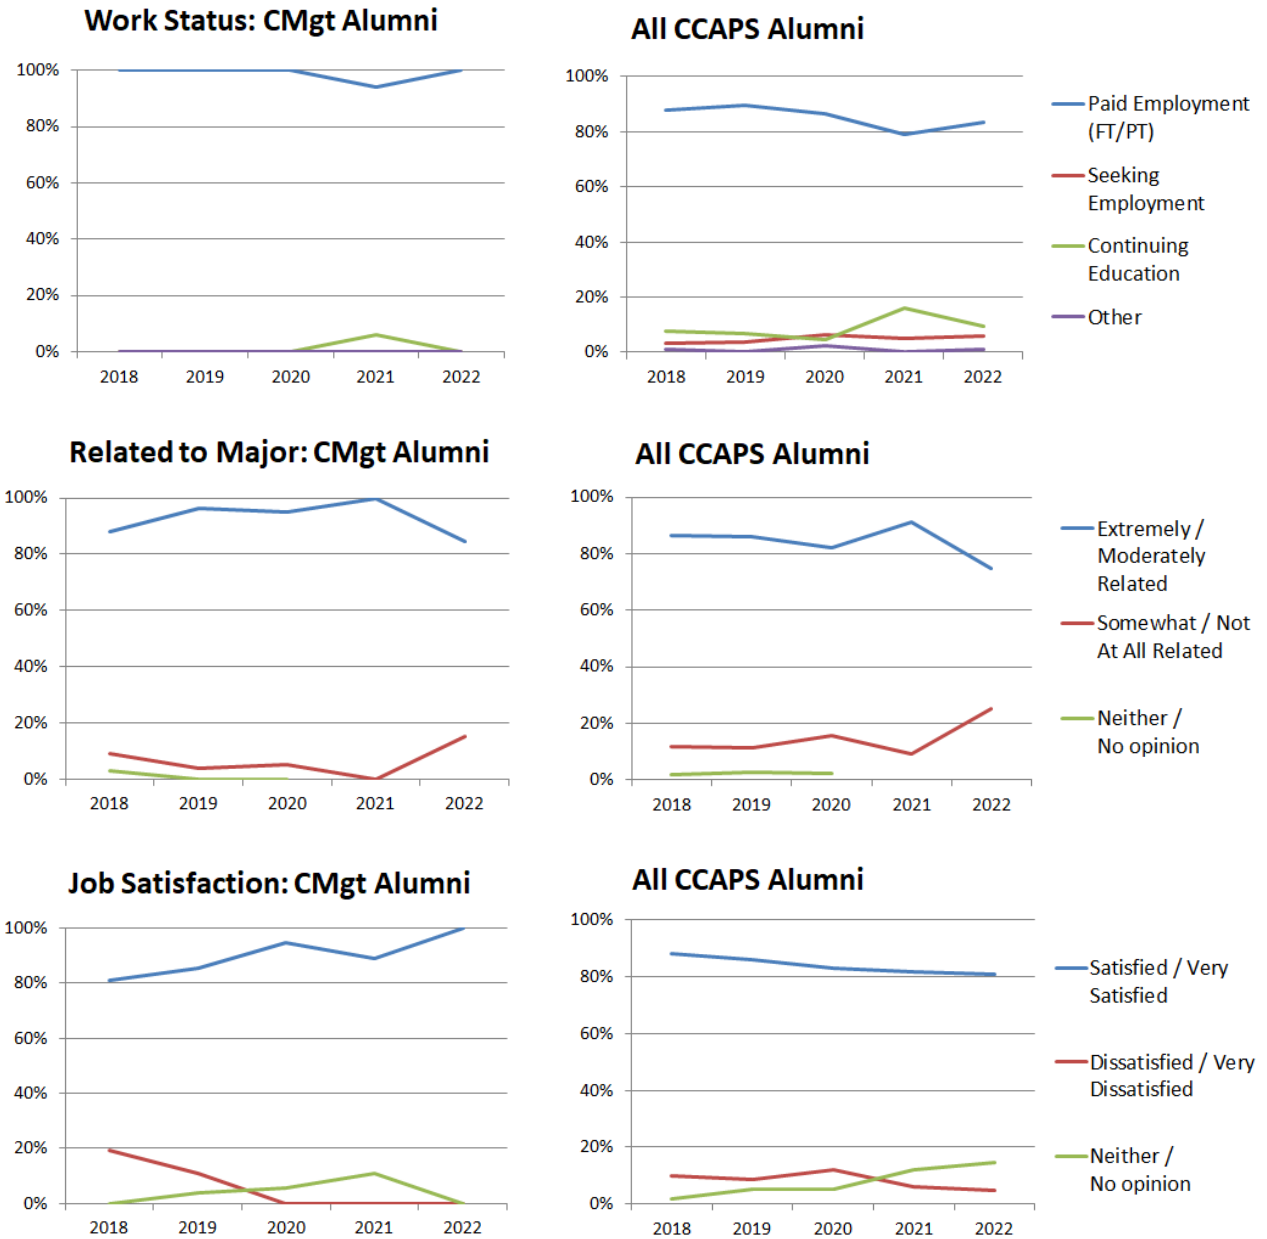 Work Status: CMgt Alumni
100%
80%
60%
40%
20%
0%
2018 2019 2020 2021 2022
All CCAPS Alumni
100%
80%
60%
40%
20%
0%
2018 2019 2020 2021 2022
Paid Employment
(FT/PT)
Seeking
Employment
Continuing
Education
Other
Related to Major: CMgt Alumni
100%
80%
60%
40%
20%
0%
2018 2019 2020 2021 2022
All CCAPS Alumni
100%
80%
60%
40%
20%
0%
2018 2019 2020 2021 2022
Extremely /
Moderately
Related
Somewhat / Not
At All Related
Neither /
No opinion
Job Satisfaction: CMgt Alumni
100%
80%
60%
40%
20%
0%
2018 2019 2020 2021 2022
All CCAPS Alumni
100%
80%
60%
40%
20%
0%
2018 2019 2020 2021 2022
Satisfied / Very
Satisfied
Dissatisfied / Very
Dissatisfied
Neither /
No opinion